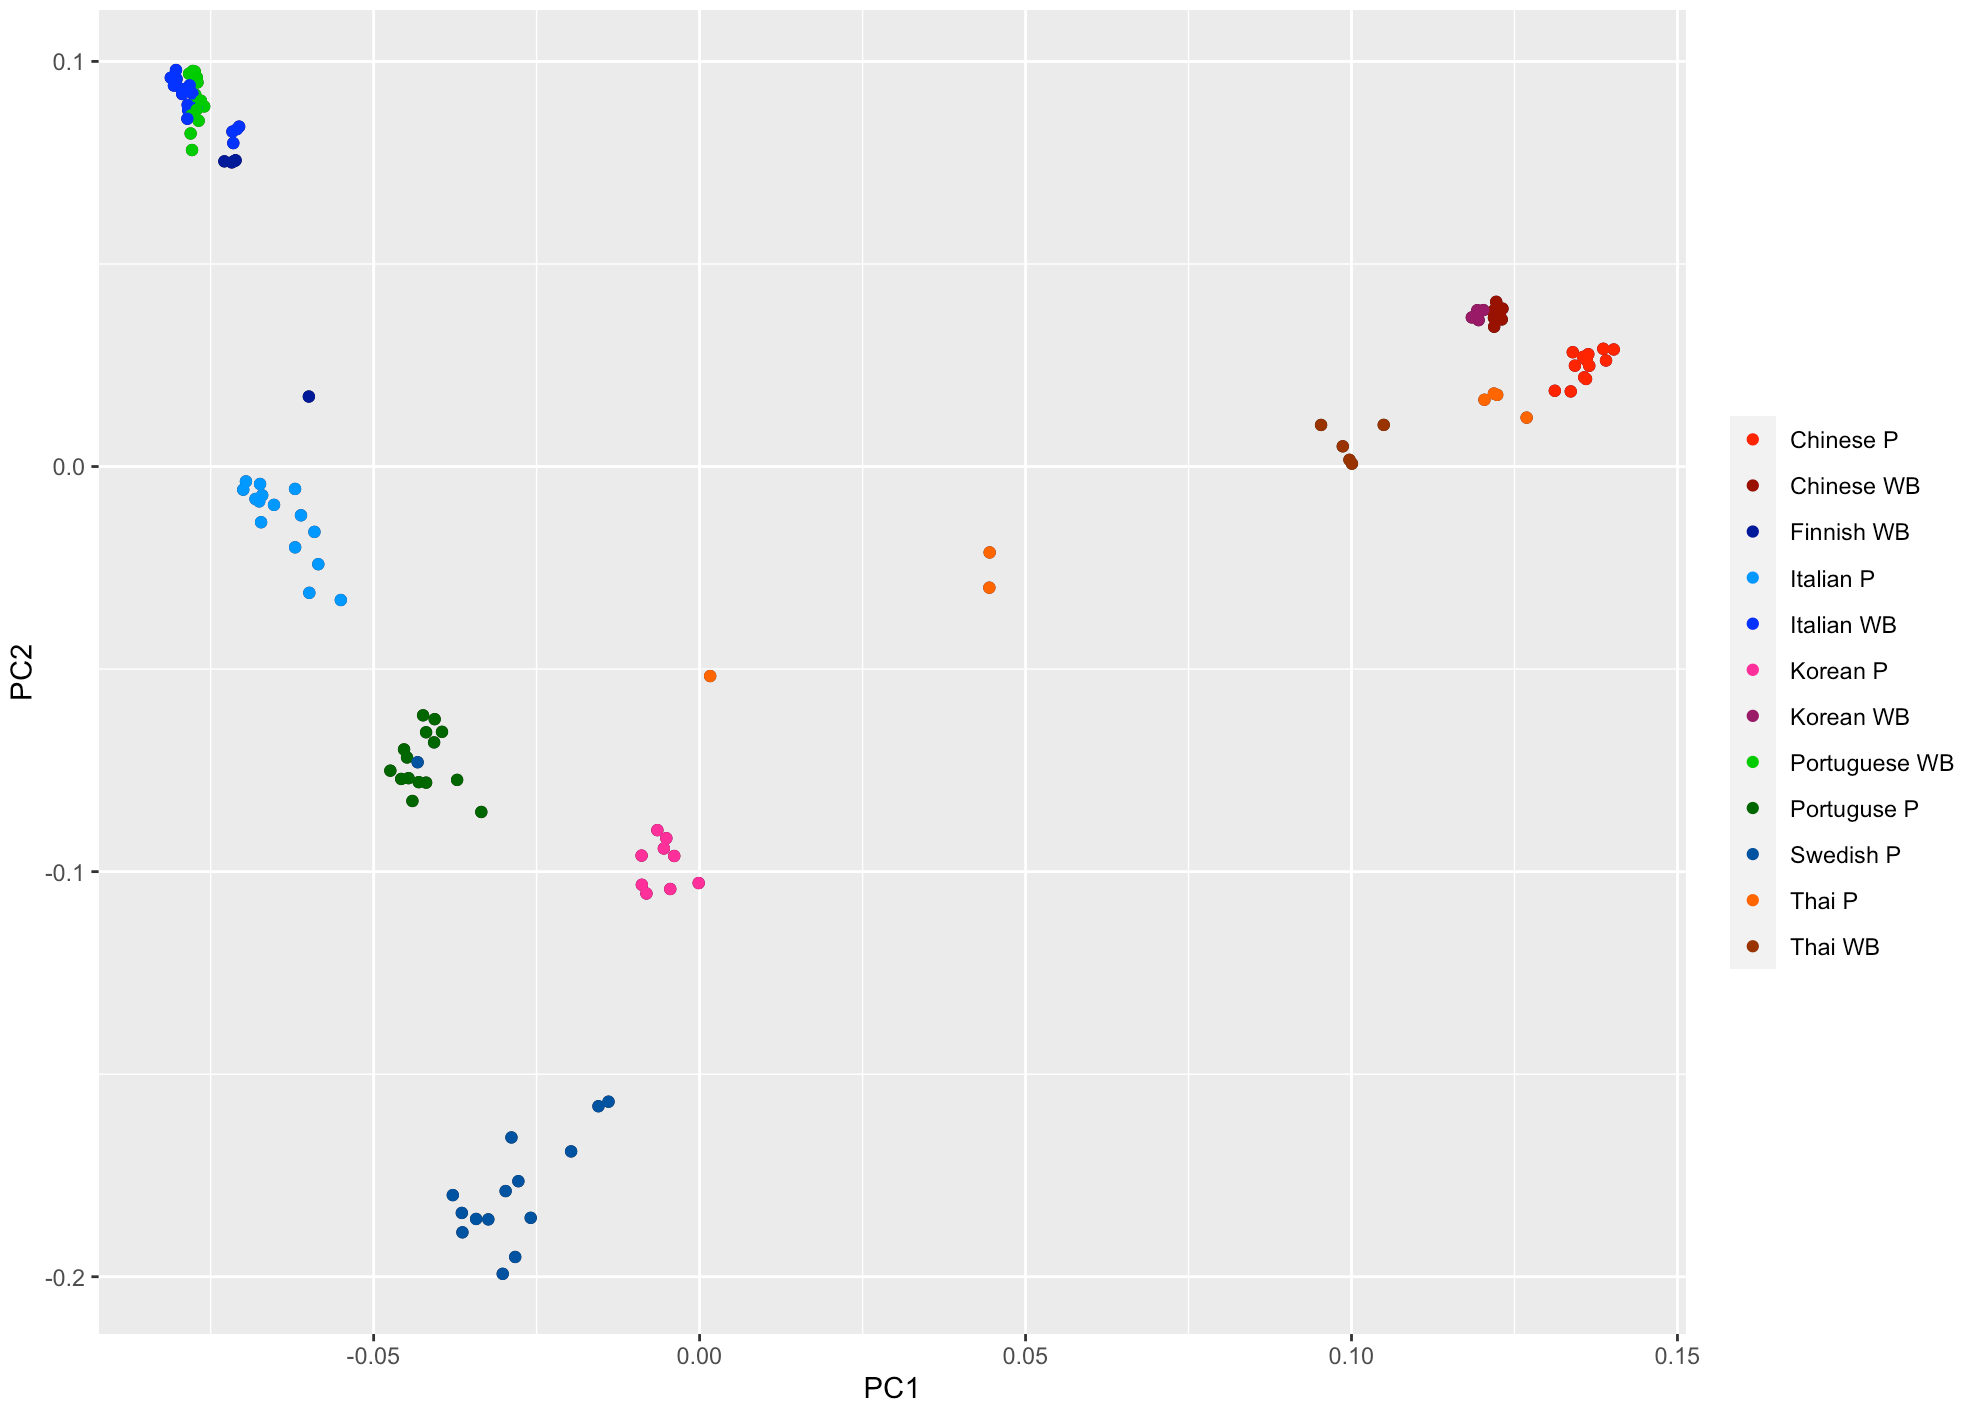 0.1
0.0
-0.1
-0.2
PC2
-0.05
0.00
0.05
0.10
0.15
PC1
Chinese P
Chinese WB
Finnish WB
Italian P
Italian WB
Korean P
Korean WB
Portuguese WB
Portuguse P
Swedish P
Thai P
Thai WB